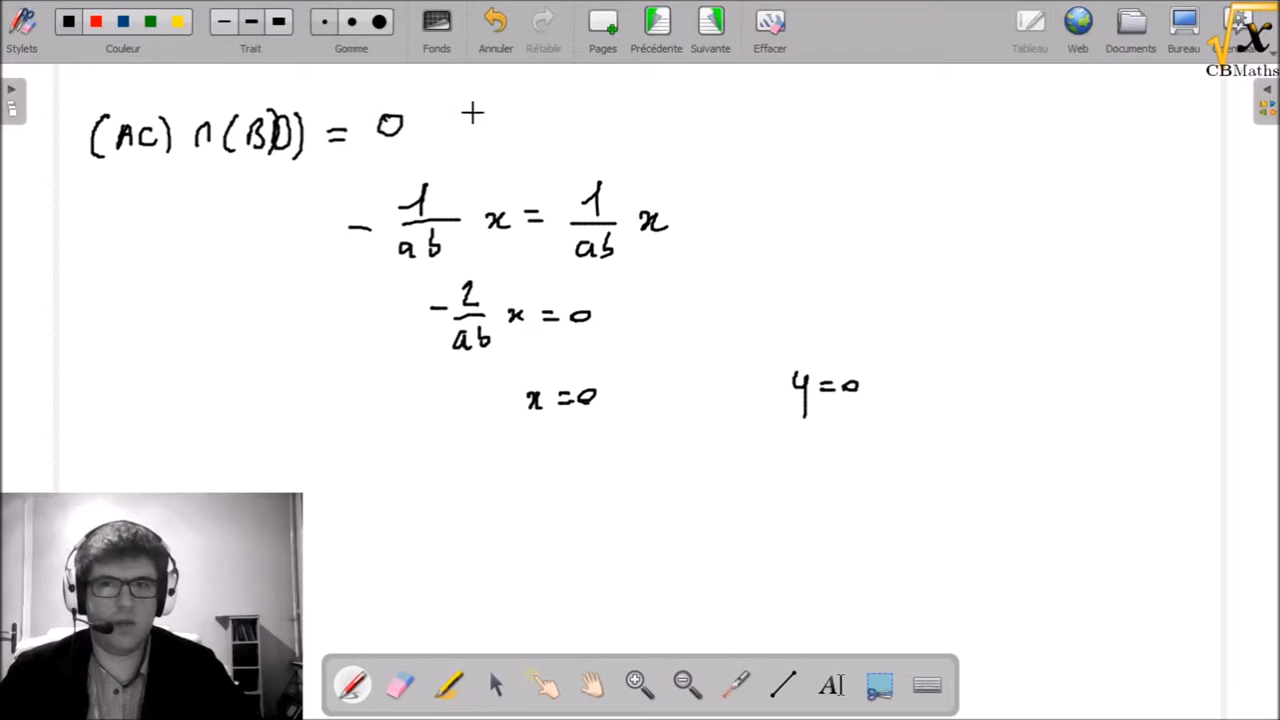 Stylets Couleur Trait Gomme Fonds Annuler Rétablir Pages Précédente Suivante Effacer Tableau Web Documents Bureau
CBMaths
(AC) ∩ (BD) = O
- 1/ab x = 1/ab x
- 2/ab x = 0
x = 0 y = 0